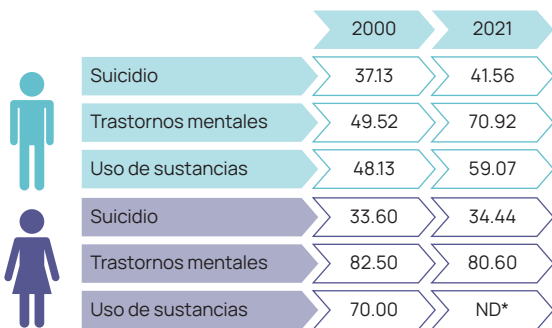 2000 2021
Suicidio 37.13 41.56
Trastornos mentales 49.52 70.92
Uso de sustancias 48.13 59.07
Suicidio 33.60 34.44
Trastornos mentales 82.50 80.60
Uso de sustancias 70.00 ND*